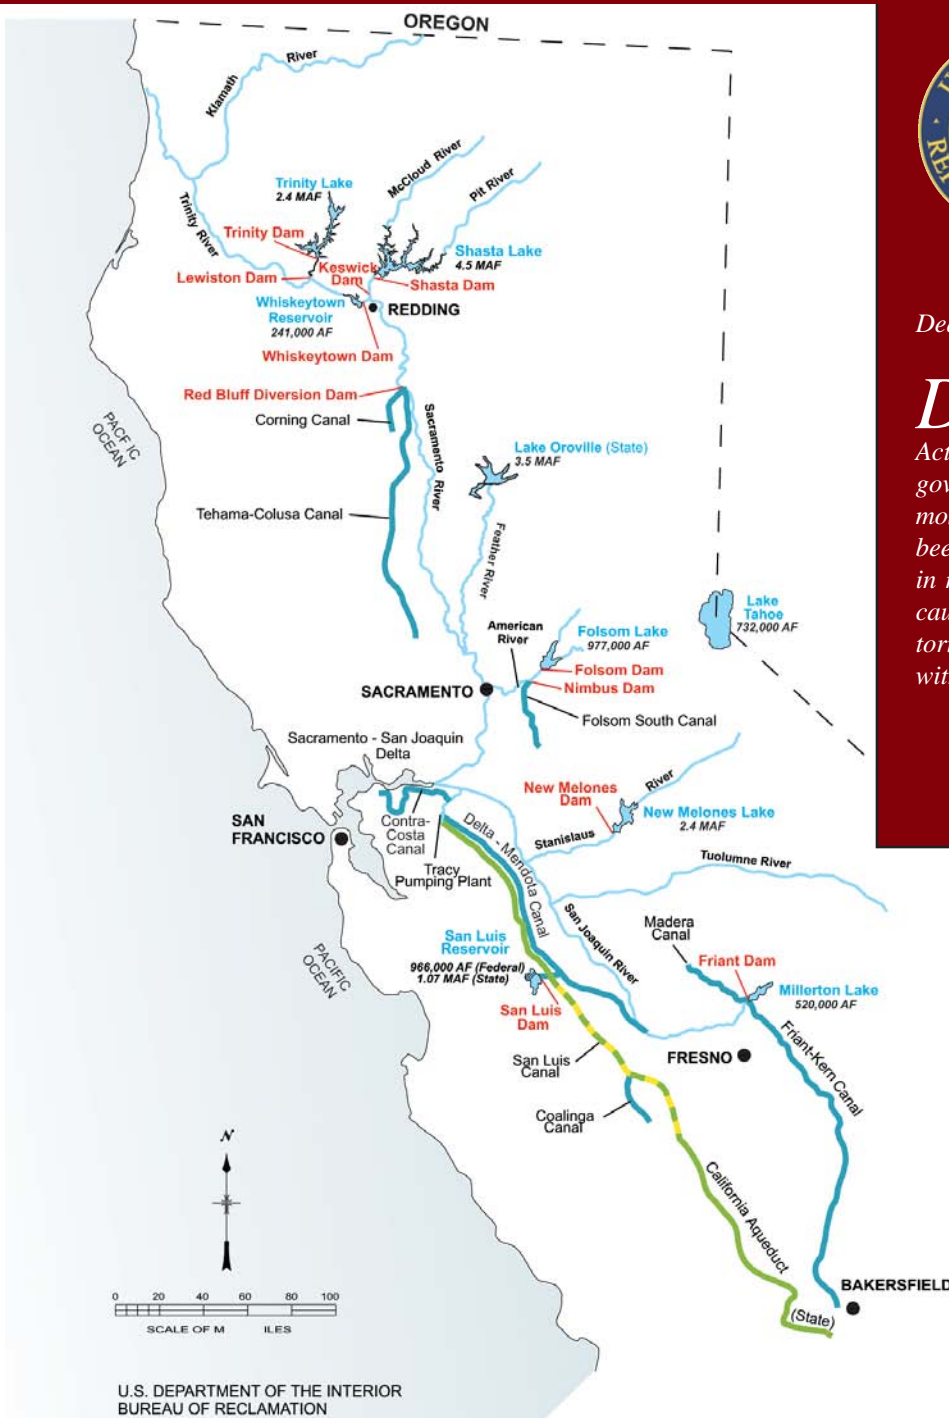 OREGON
River
Klamath
McCloud River
Pit River
Trinity Lake
2.4 MAF
Trinity River
Trinity Dam
Shasta Lake
4.5 MAF
Keswick
Dam
Lewiston Dam
Shasta Dam
Whiskeytown
Reservoir
241,000 AF
REDDING
Whiskeytown Dam
Red Bluff Diversion Dam
Corning Canal
Sacramento River
PACF IC
OCEAN
Lake Oroville (State)
3.5 MAF
Tehama-Colusa Canal
Feather River
Lake
Tahoe
732,000 AF
American
River
Folsom Lake
977,000 AF
Folsom Dam
Nimbus Dam
SACRAMENTO
Folsom South Canal
Sacramento - San Joaquin
Delta
New Melones
Dam
River
New Melones Lake
2.4 MAF
Stanislaus
SAN
FRANCISCO
Contra-
Costa
Canal
Delta - Mendota Canal
Tracy
Pumping Plant
Tuolumne River
San Joaquin River
Madera
Canal
San Luis
Reservoir
966,000 AF (Federal)
1.07 MAF (State)
Friant Dam
Millerton Lake
520,000 AF
PACIFIC
OCEAN
San Luis
Dam
San Luis
Canal
FRESNO
Friant-Kern Canal
Coalinga
Canal
California Aqueduct
(State)
BAKERSFIELD
N
0 20 40 60 80 100
SCALE OF M ILES
U.S. DEPARTMENT OF THE INTERIOR
BUREAU OF RECLAMATION
D
Act
in